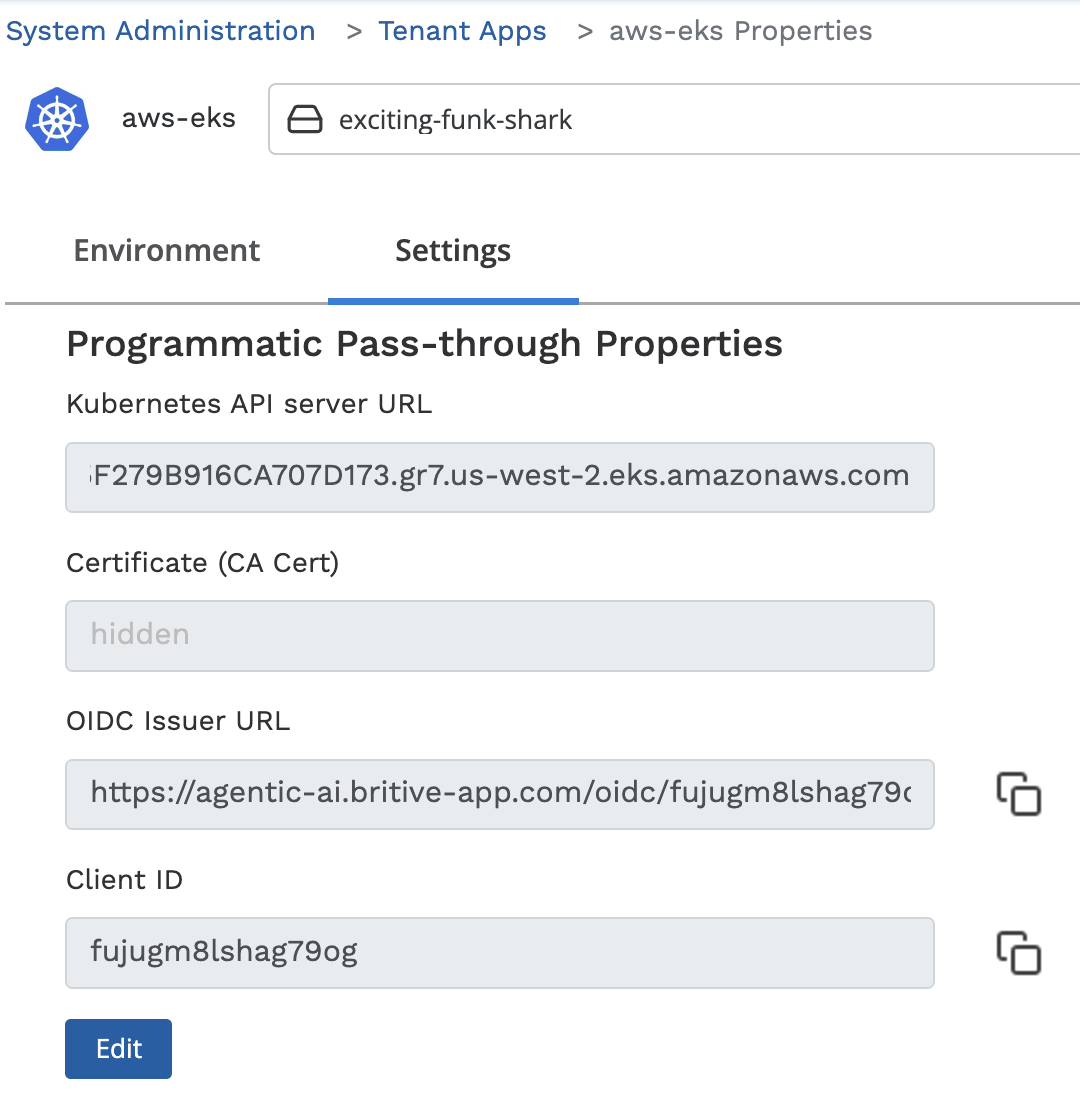 System Administration > Tenant Apps > aws-eks Properties
aws-eks exciting-funk-shark
Environment Settings
Programmatic Pass-through Properties
Kubernetes API server URL
F279B916CA707D173.gr7.us-west-2.eks.amazonaws.com
Certificate (CA Cert)
hidden
OIDC Issuer URL
https://agentic-ai.britive-app.com/oidc/fujugm8lshag79
Client ID
fujugm8lshag79og
Edit